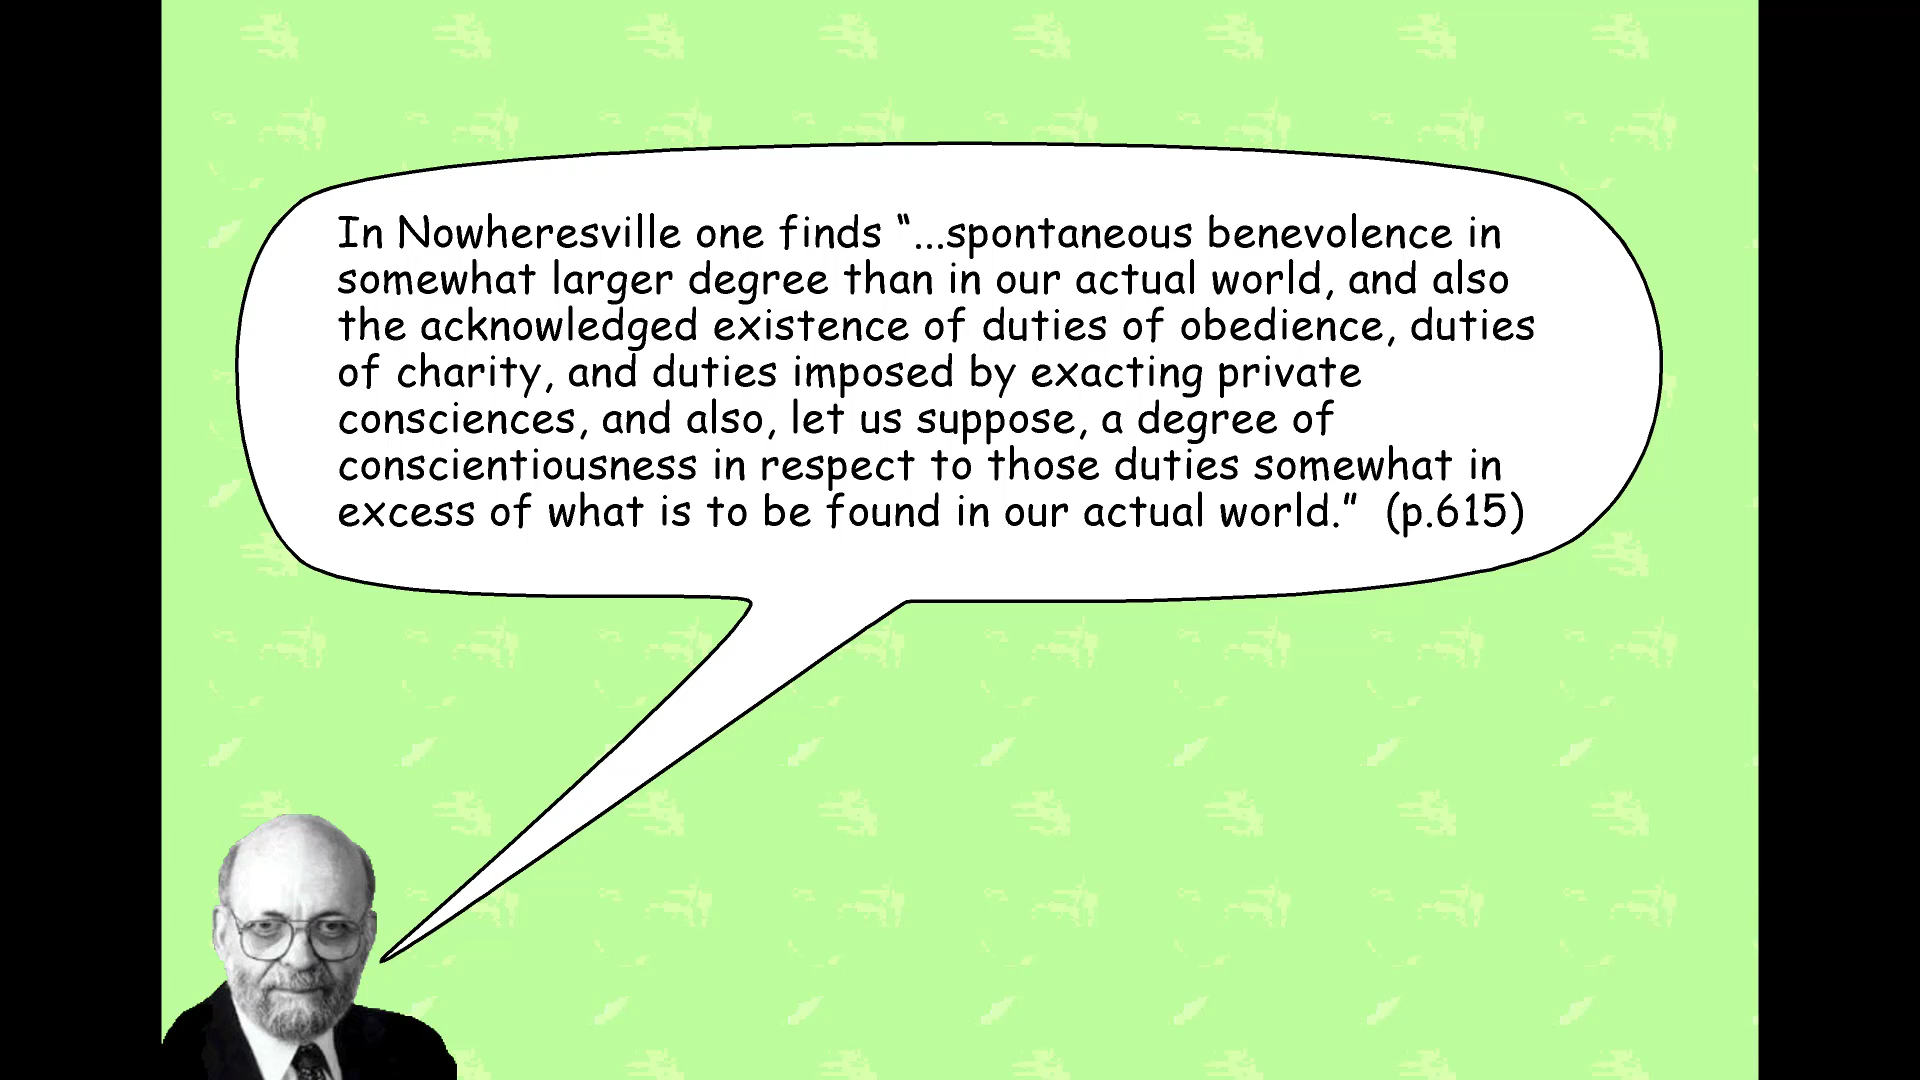 In Nowheresville one finds “...spontaneous benevolence in
somewhat larger degree than in our actual world, and also
the acknowledged existence of duties of obedience, duties
of charity, and duties imposed by exacting private
consciences, and also, let us suppose, a degree of
conscientiousness in respect to those duties somewhat in
excess of what is to be found in our actual world.”  (p.615)